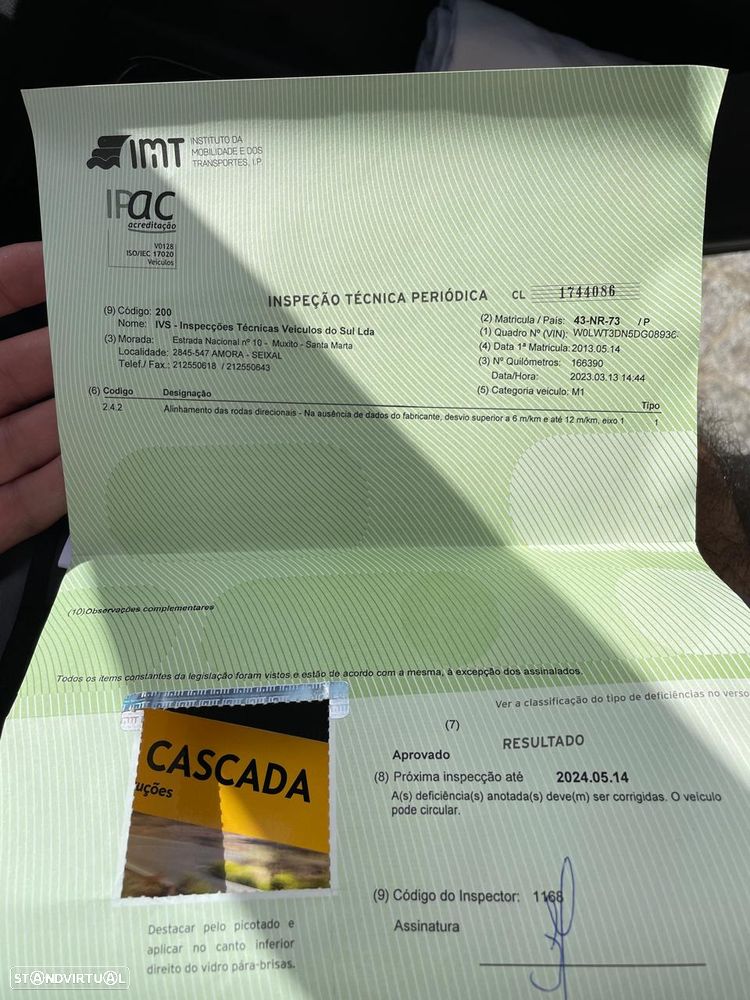 IMT INSTITUTO DA
MOBILIDADE E DOS
TRANSPORTES, I.P
IPac
acreditação
V0128
ISO/IEC 17020
Veículos
INSPEÇÃO TÉCNICA PERIÓDICA CL 1744086
(9) Código: 200
Nome: IVS - Inspecções Técnicas Veículos do Sul Lda
(3) Morada: Estrada Nacional nº 10 - Muxito - Santa Marta
Localidade: 2845-547 AMORA - SEIXAL
Telef./ Fax.: 212550618 / 212550643
(2) Matricula / País: 43-NR-73 / P
(1) Quadro Nº (VIN): W0LWT3DN5DG08936
(4) Data 1ª Matricula: 2013.05.14
(3) Nº Quilómetros: 166390
Data/Hora: 2023.03.13 14:44
(5) Categoria veículo: M1
(6) Codigo Designação Tipo
2.4.2 Alinhamento das rodas direcionais - Na ausência de dados do fabricante, desvio superior a 6 m/km e até 12 m/km, eixo 1 1
(10)Observações complementares
Todos os items constantes da legislação foram vistos e estão de acordo com a mesma, à excepção dos assinalados.
Ver a classificação do tipo de deficiências no verso
(7) RESULTADO
Aprovado
(8) Próxima inspecção até 2024.05.14
A(s) deficiência(s) anotada(s) deve(m) ser corrigidas. O veículo
pode circular.
CASCADA
uções
(9) Código do Inspector: 1168
Assinatura
Destacar pelo picotado e
aplicar no canto inferior
direito do vidro pára-brisas.
STANDVIRTUAL